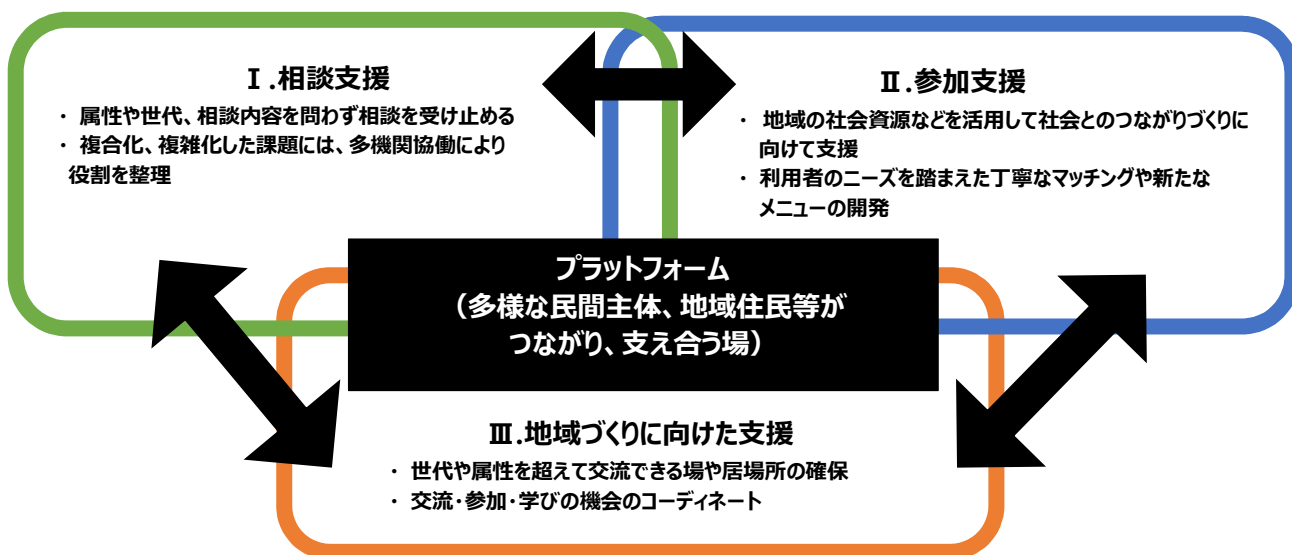 Ⅰ.相談支援
・ 属性や世代、相談内容を問わず相談を受け止める
・ 複合化、複雑化した課題には、多機関協働により
役割を整理
Ⅱ.参加支援
・ 地域の社会資源などを活用して社会とのつながりづくりに
向けて支援
・ 利用者のニーズを踏まえた丁寧なマッチングや新たな
メニューの開発
プラットフォーム
（多様な民間主体、地域住民等が
つながり、支え合う場）
Ⅲ.地域づくりに向けた支援
・ 世代や属性を超えて交流できる場や居場所の確保
・ 交流・参加・学びの機会のコーディネート